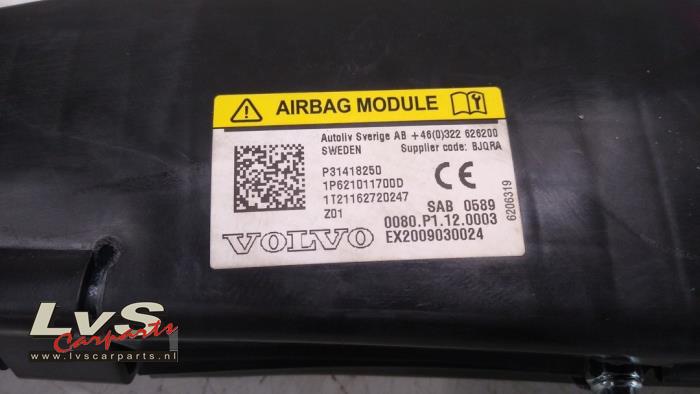 AIRBAG MODULE
Autoliv Sverige AB +46(0)322 626200
SWEDEN Supplier code: BJQRA
P31418250
1P621011700D
1T21162720247
Z01
CE
SAB 0589
0080.P1.12.0003
EX2009030024
VOLVO
6206319
LvS
Carparts
www.lvscarparts.nl